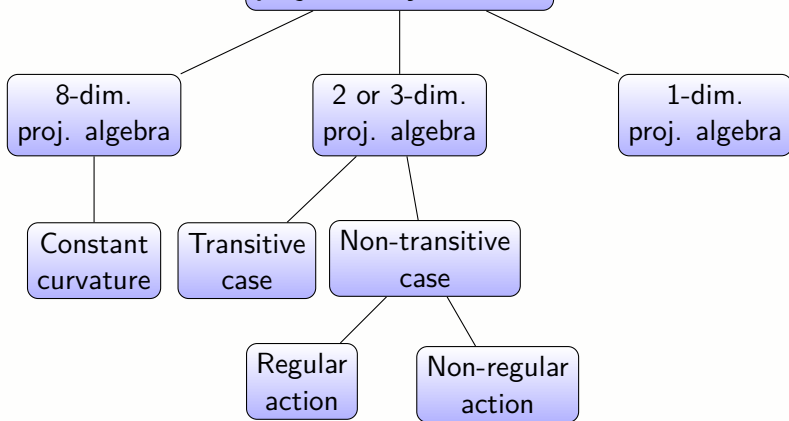 8-dim.
proj. algebra
2 or 3-dim.
proj. algebra
1-dim.
proj. algebra
Constant
curvature
Transitive
case
Non-transitive
case
Regular
action
Non-regular
action